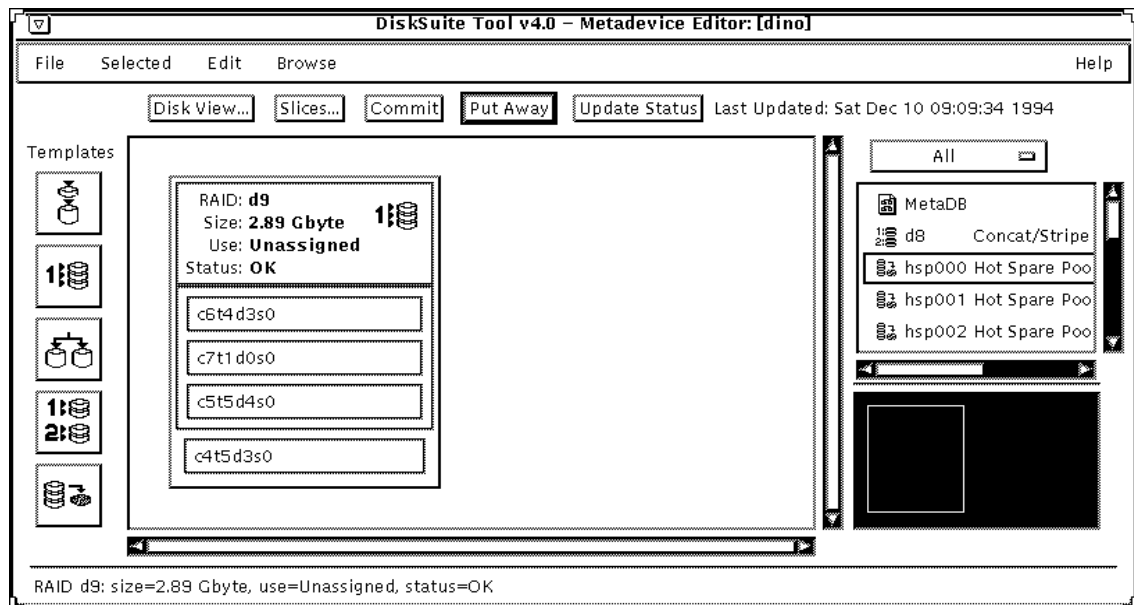 DiskSuite Tool v4.0 – Metadevice Editor: [dino]
File Selected Edit Browse Help
Disk View... Slices... Commit Put Away Update Status Last Updated: Sat Dec 10 09:09:34 1994
Templates
RAID: d9
Size: 2.89 Gbyte
Use: Unassigned
Status: OK
c6t4d3s0
c7t1d0s0
c5t5d4s0
c4t5d3s0
All
MetaDB
d8 Concat/Stripe
hsp000 Hot Spare Poo
hsp001 Hot Spare Poo
hsp002 Hot Spare Poo
RAID d9: size=2.89 Gbyte, use=Unassigned, status=OK